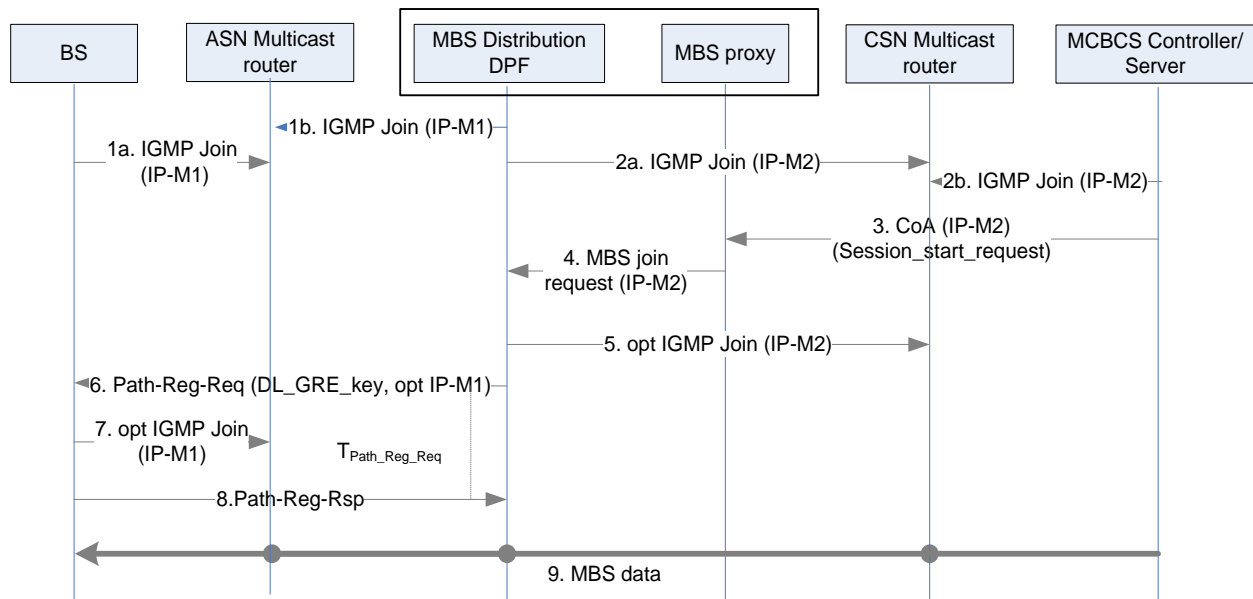 BS
ASN Multicast
router
MBS Distribution
DPF
MBS proxy
CSN Multicast
router
MCBCS Controller/
Server
1b. IGMP Join (IP-M1)
1a. IGMP Join
(IP-M1)
2a. IGMP Join (IP-M2)
2b. IGMP Join (IP-M2)
3. CoA (IP-M2)
(Session_start_request)
4. MBS join
request (IP-M2)
5. opt IGMP Join (IP-M2)
6. Path-Reg-Req (DL_GRE_key, opt IP-M1)
7. opt IGMP Join
(IP-M1)
TPath_Reg_Req
8.Path-Reg-Rsp
9. MBS data